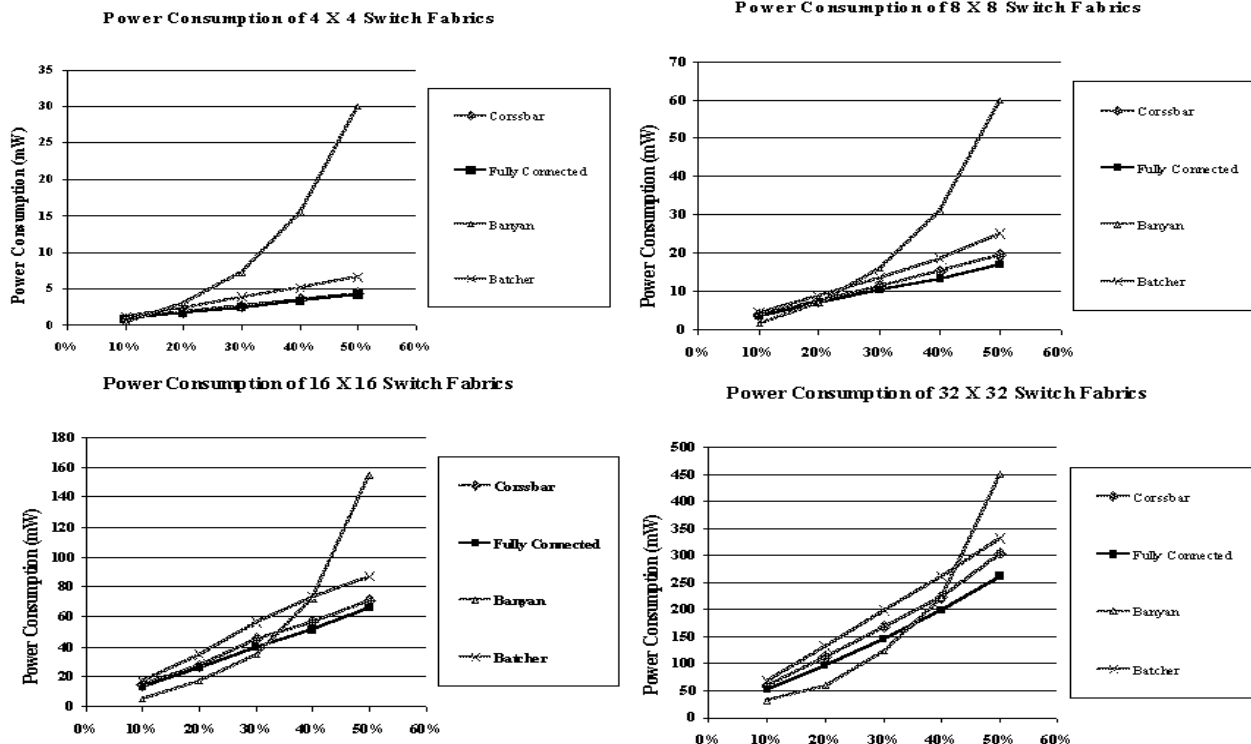 Power Consumption of 4 X 4 Switch Fabrics
Power Consumption (mW)
35
30
25
20
15
10
5
0
0% 10% 20% 30% 40% 50% 60%
Corssbar
Fully Connected
Banyan
Batcher
Power Consumption of 8 X 8 Switch Fabrics
Power Consumption (mW)
70
60
50
40
30
20
10
0
0% 10% 20% 30% 40% 50% 60%
Corssbar
Fully Connected
Banyan
Batcher
Power Consumption of 16 X 16 Switch Fabrics
Power Consumption (mW)
180
160
140
120
100
80
60
40
20
0
0% 10% 20% 30% 40% 50% 60%
Corssbar
Fully Connected
Banyan
Batcher
Power Consumption of 32 X 32 Switch Fabrics
Power Consumption (mW)
500
450
400
350
300
250
200
150
100
50
0
0% 10% 20% 30% 40% 50% 60%
Corssbar
Fully Connected
Banyan
Batcher